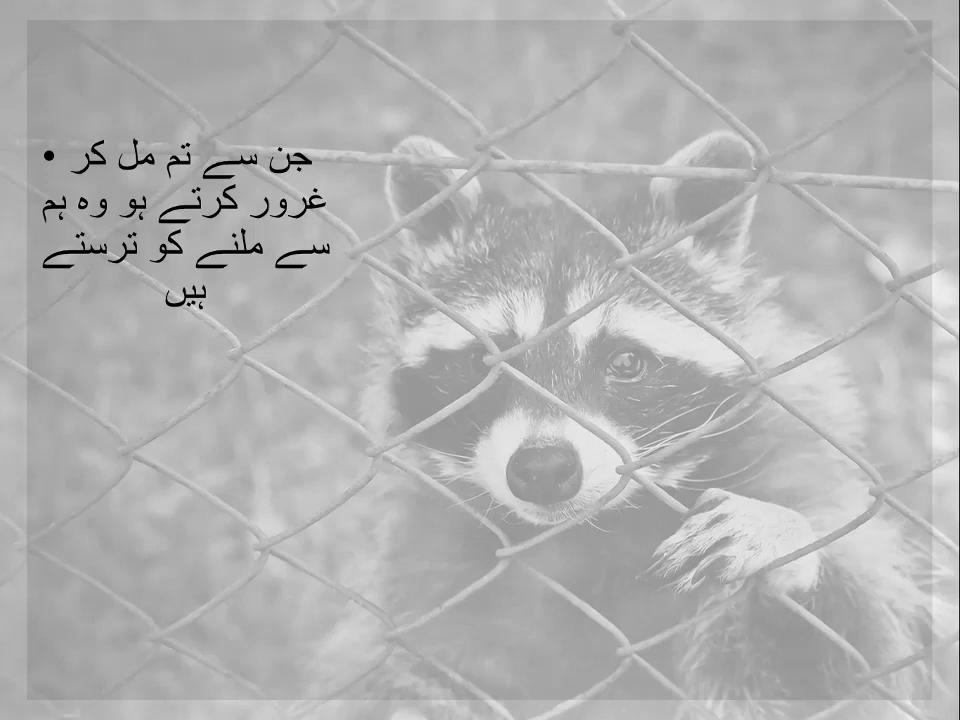 • جن سے تم مل کر
غرور کرتے ہو وہ ہم
سے ملنے کو ترستے
ہیں